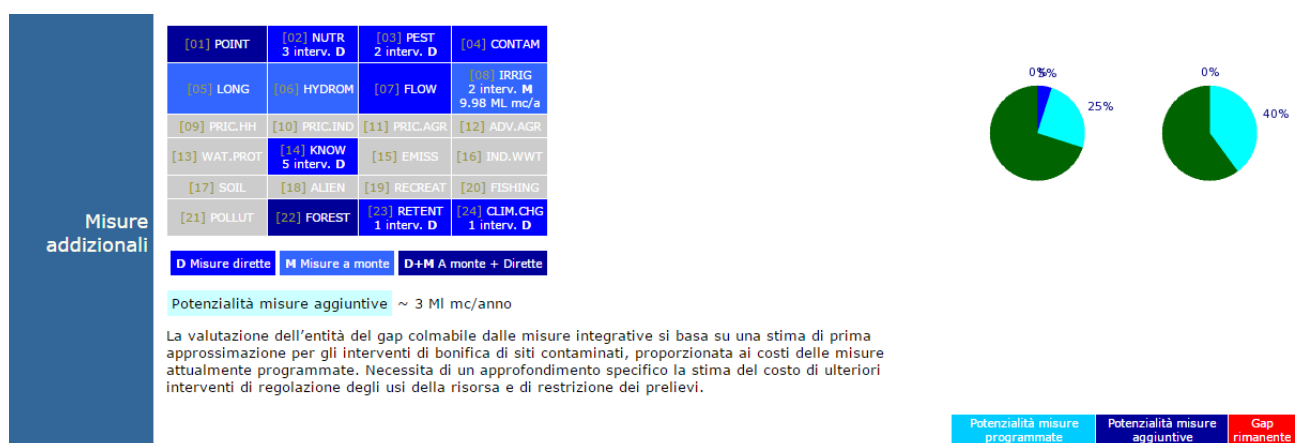 Misure
addizionali
[01] POINT
[02] NUTR
3 interv. D
[03] PEST
2 interv. D
[04] CONTAM
[05] LONG
[06] HYDROM
[07] FLOW
[08] IRRIG
2 interv. M
9.98 ML mc/a
[09] PRIC.HH
[10] PRIC.IND
[11] PRIC.AGR
[12] ADV.AGR
[13] WAT.PROT
[14] KNOW
5 interv. D
[15] EMISS
[16] IND.WWT
[17] SOIL
[18] ALIEN
[19] RECREAT
[20] FISHING
[21] POLLUT
[22] FOREST
[23] RETENT
1 interv. D
[24] CLIM.CHG
1 interv. D
D Misure dirette
M Misure a monte
D+M A monte + Dirette
Potenzialità misure aggiuntive ~ 3 Ml mc/anno
La valutazione dell’entità del gap colmabile dalle misure integrative si basa su una stima di prima
approssimazione per gli interventi di bonifica di siti contaminati, proporzionata ai costi delle misure
attualmente programmate. Necessita di un approfondimento specifico la stima del costo di ulteriori
interventi di regolazione degli usi della risorsa e di restrizione dei prelievi.
0%
5%
25%
0%
40%
Potenzialità misure
programmate
Potenzialità misure
aggiuntive
Gap
rimanente